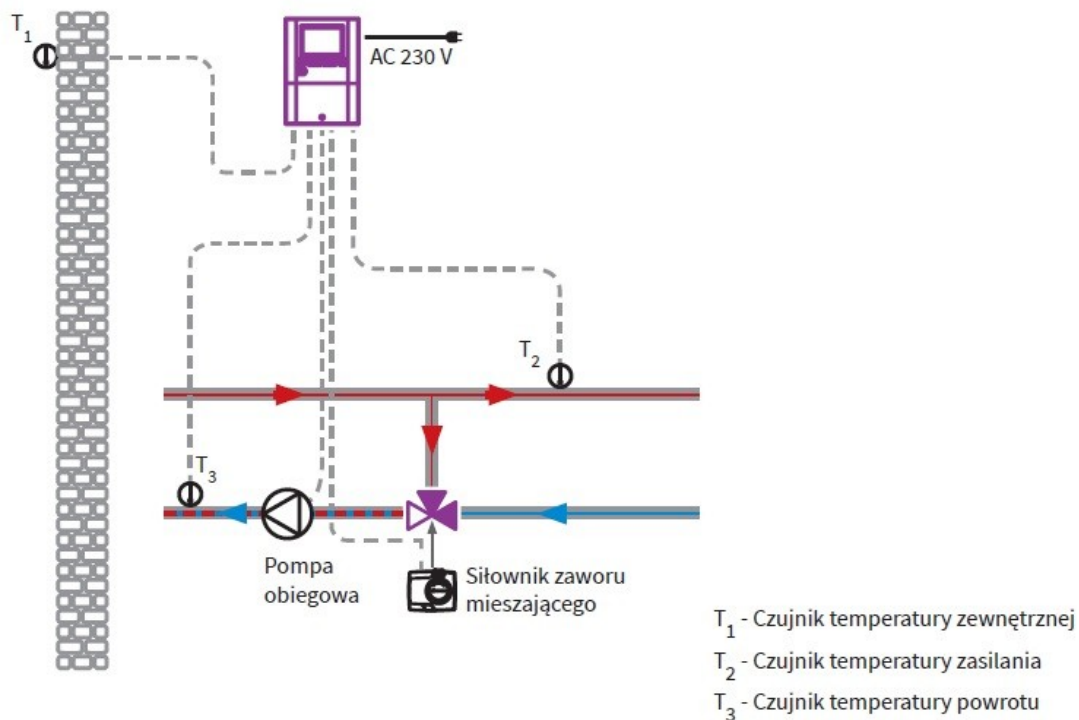 T₁
AC 230 V
T₂
T₃
Pompa
obiegowa
Siłownik zaworu
mieszającego
T₁ - Czujnik temperatury zewnętrznej
T₂ - Czujnik temperatury zasilania
T₃ - Czujnik temperatury powrotu